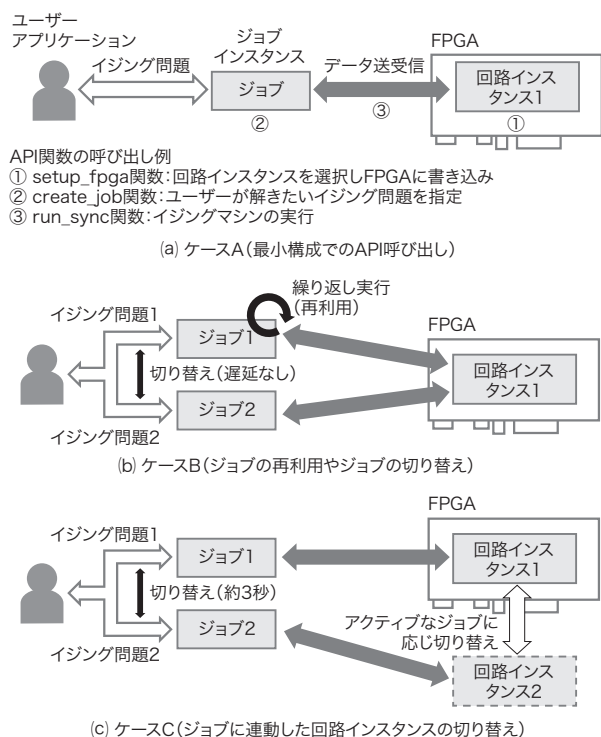 ユーザー
アプリケーション
イジング問題
ジョブ
インスタンス
ジョブ
②
データ送受信
③
FPGA
回路インス
タンス1
①
API関数の呼び出し例
① setup_fpga関数：回路インスタンスを選択しFPGAに書き込み
② create_job関数：ユーザーが解きたいイジング問題を指定
③ run_sync関数：イジングマシンの実行
(a) ケースA（最小構成でのAPI呼び出し）
イジング問題1
ジョブ1
繰り返し実行
（再利用）
切り替え（遅延なし）
ジョブ2
イジング問題2
FPGA
回路インス
タンス1
(b) ケースB（ジョブの再利用やジョブの切り替え）
イジング問題1
ジョブ1
切り替え（約3秒）
ジョブ2
イジング問題2
FPGA
回路インス
タンス1
アクティブなジョブに
応じ切り替え
回路インス
タンス2
(c) ケースC（ジョブに連動した回路インスタンスの切り替え）